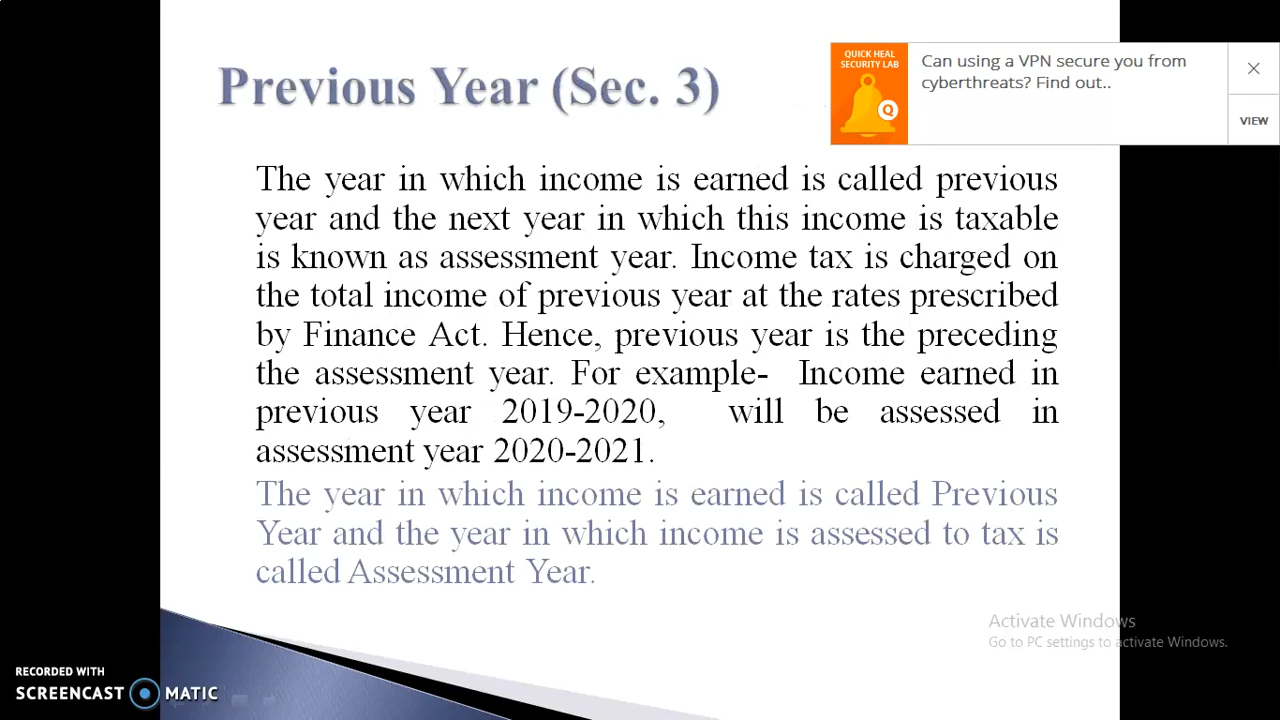 Previous Year (Sec. 3)
QUICK HEAL
SECURITY LAB
Q
Can using a VPN secure you from
cyberthreats? Find out..
VIEW
The year in which income is earned is called previous
year and the next year in which this income is taxable
is known as assessment year. Income tax is charged on
the total income of previous year at the rates prescribed
by Finance Act. Hence, previous year is the preceding
the assessment year. For example- Income earned in
previous year 2019-2020, will be assessed in
assessment year 2020-2021.
The year in which income is earned is called Previous
Year and the year in which income is assessed to tax is
called Assessment Year.
Activate Windows
Go to PC settings to activate Windows.
RECORDED WITH
SCREENCAST MATIC